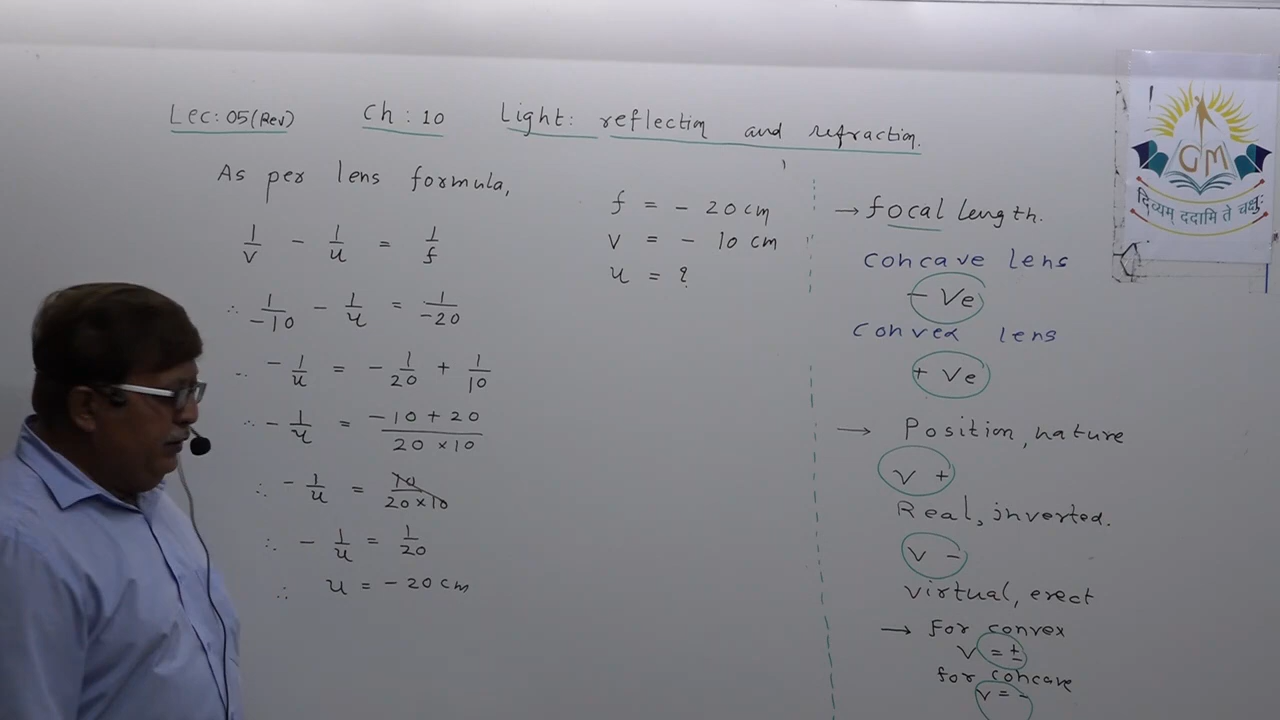 Lec: 05 (Rev) Ch : 10 Light: reflection and refraction.
As per lens formula,
1/v - 1/u = 1/f
∴ 1/-10 - 1/u = 1/-20
∴ - 1/u = - 1/20 + 1/10
∴ - 1/u = -10 + 20 / 20 × 10
∴ - 1/u = 10 / 20 × 10
∴ - 1/u = 1/20
∴ u = - 20 cm
f = - 20 cm
v = - 10 cm
u = ?
→ focal length.
concave lens
- Ve
convex lens
+ Ve
→ Position, nature
v +
Real, inverted.
v -
virtual, erect
→ For convex
v = ±
for concave
v = -
GM
दिव्यम् ददामि ते चक्षुः